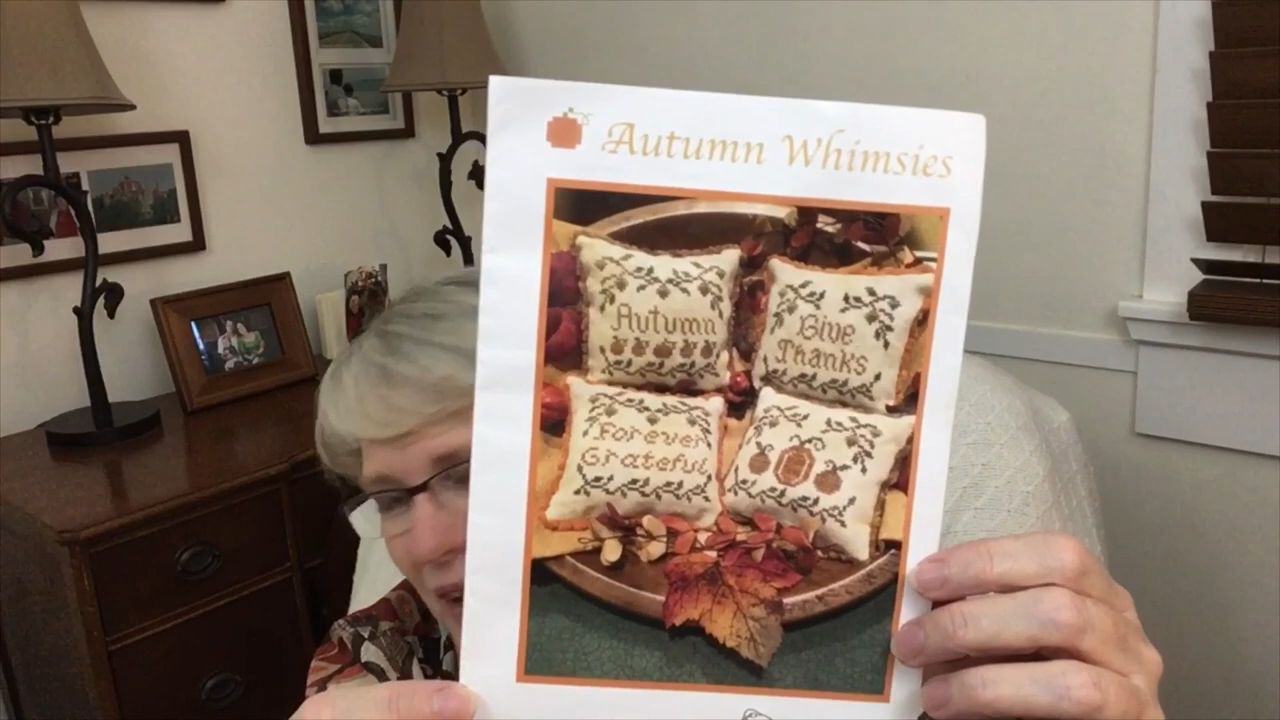 Autumn Whimsies
Autumn
Give
Thanks
Forever
Grateful